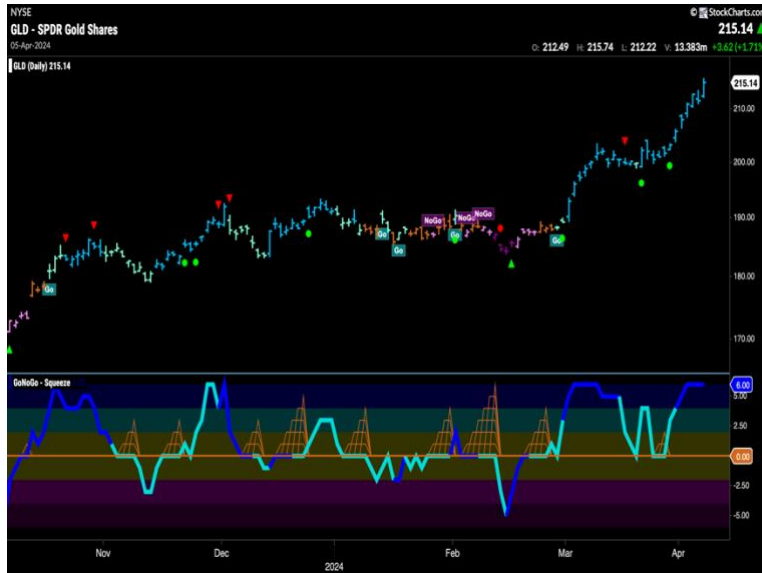 NYSE
© StockCharts.com
GLD - SPDR Gold Shares
215.14
05-Apr-2024
O: 212.49 H: 215.74 L: 212.22 V: 13.383m +3.62 (+1.71%
GLD (Daily) 215.14
215.14
210.00
200.00
NoGo NoGo NoGo
190.00
Go Go Go
Go
Go
180.00
170.00
GoNoGo - Squeeze
6.00
5.00
2.50
0.00
-2.50
-5.00
Nov Dec Feb Mar Apr
2024